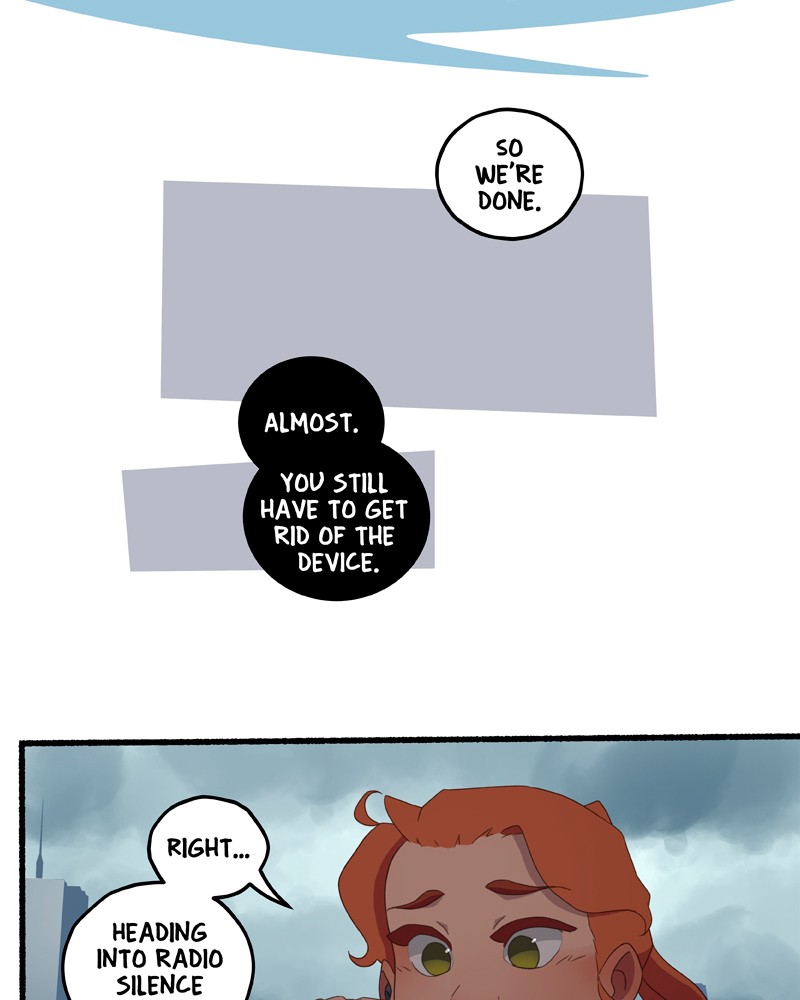 SO
WE'RE
DONE.
ALMOST.
YOU STILL
HAVE TO GET
RID OF THE
DEVICE.
RIGHT...
HEADING
INTO RADIO
SILENCE